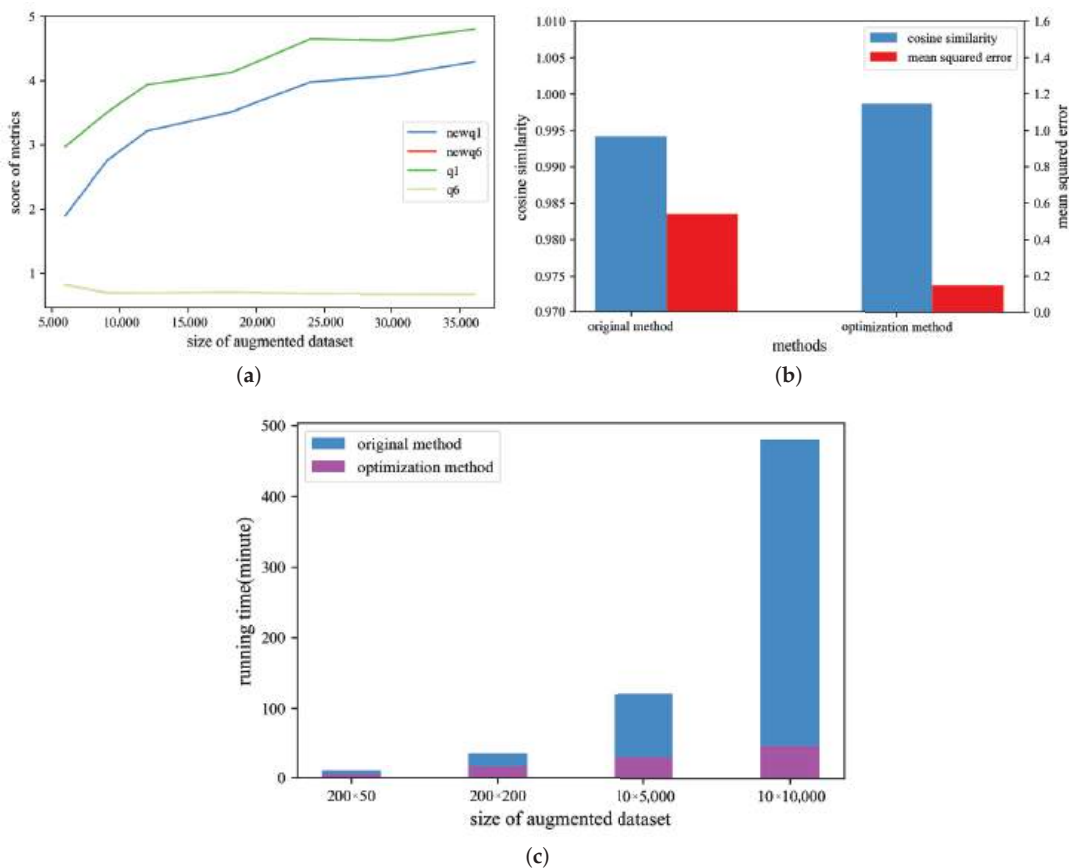 5
4
3
2
1
score of metrics
newq1
newq6
q1
q6
5,000 10,000 15,000 20,000 25,000 30,000 35,000
size of augmented dataset
(a)
1.010
1.005
1.000
0.995
0.990
0.985
0.980
0.975
0.970
cosine similarity
cosine similarity
mean squared error
1.6
1.4
1.2
1.0
0.8
0.6
0.4
0.2
0.0
mean squared error
original method optimization method
methods
(b)
500
400
300
200
100
0
running time(minute)
original method
optimization method
200×50 200×200 10×5,000 10×10,000
size of augmented dataset
(c)